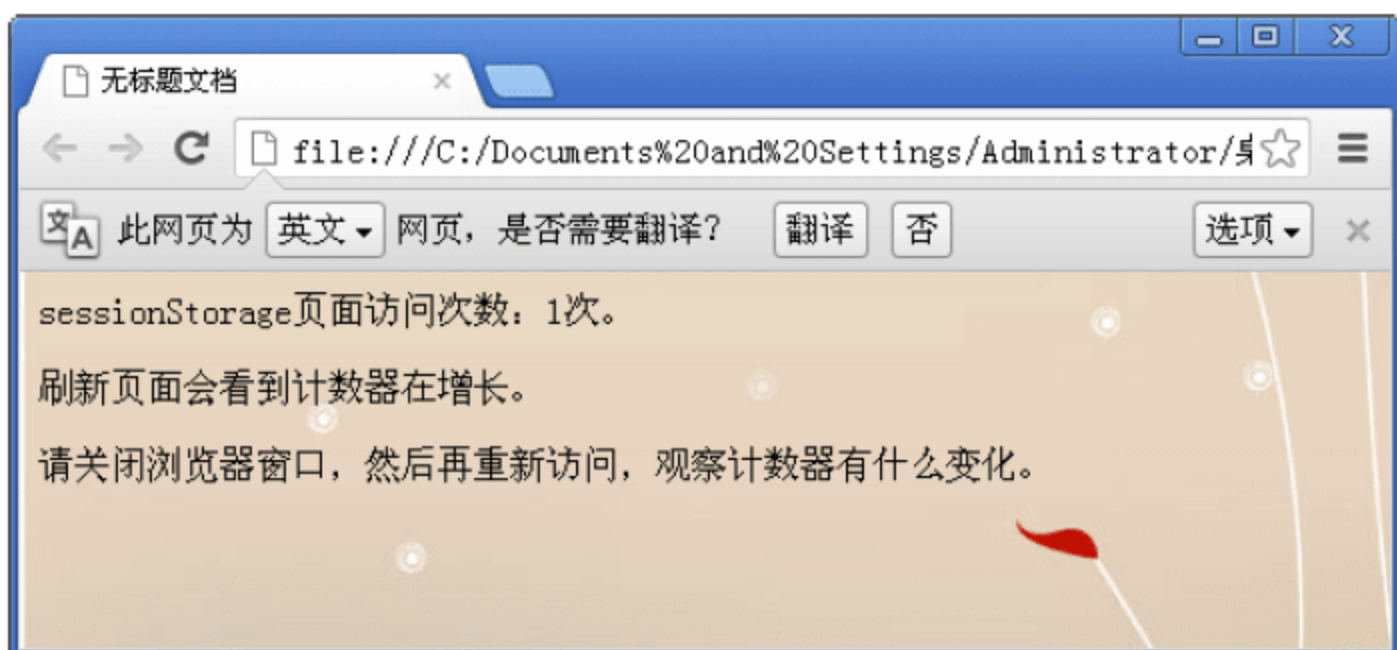 无标题文档
file:///C:/Documents%20and%20Settings/Administrator/
此网页为 英文 网页，是否需要翻译？ 翻译 否 选项
sessionStorage页面访问次数：1次。
刷新页面会看到计数器在增长。
请关闭浏览器窗口，然后再重新访问，观察计数器有什么变化。